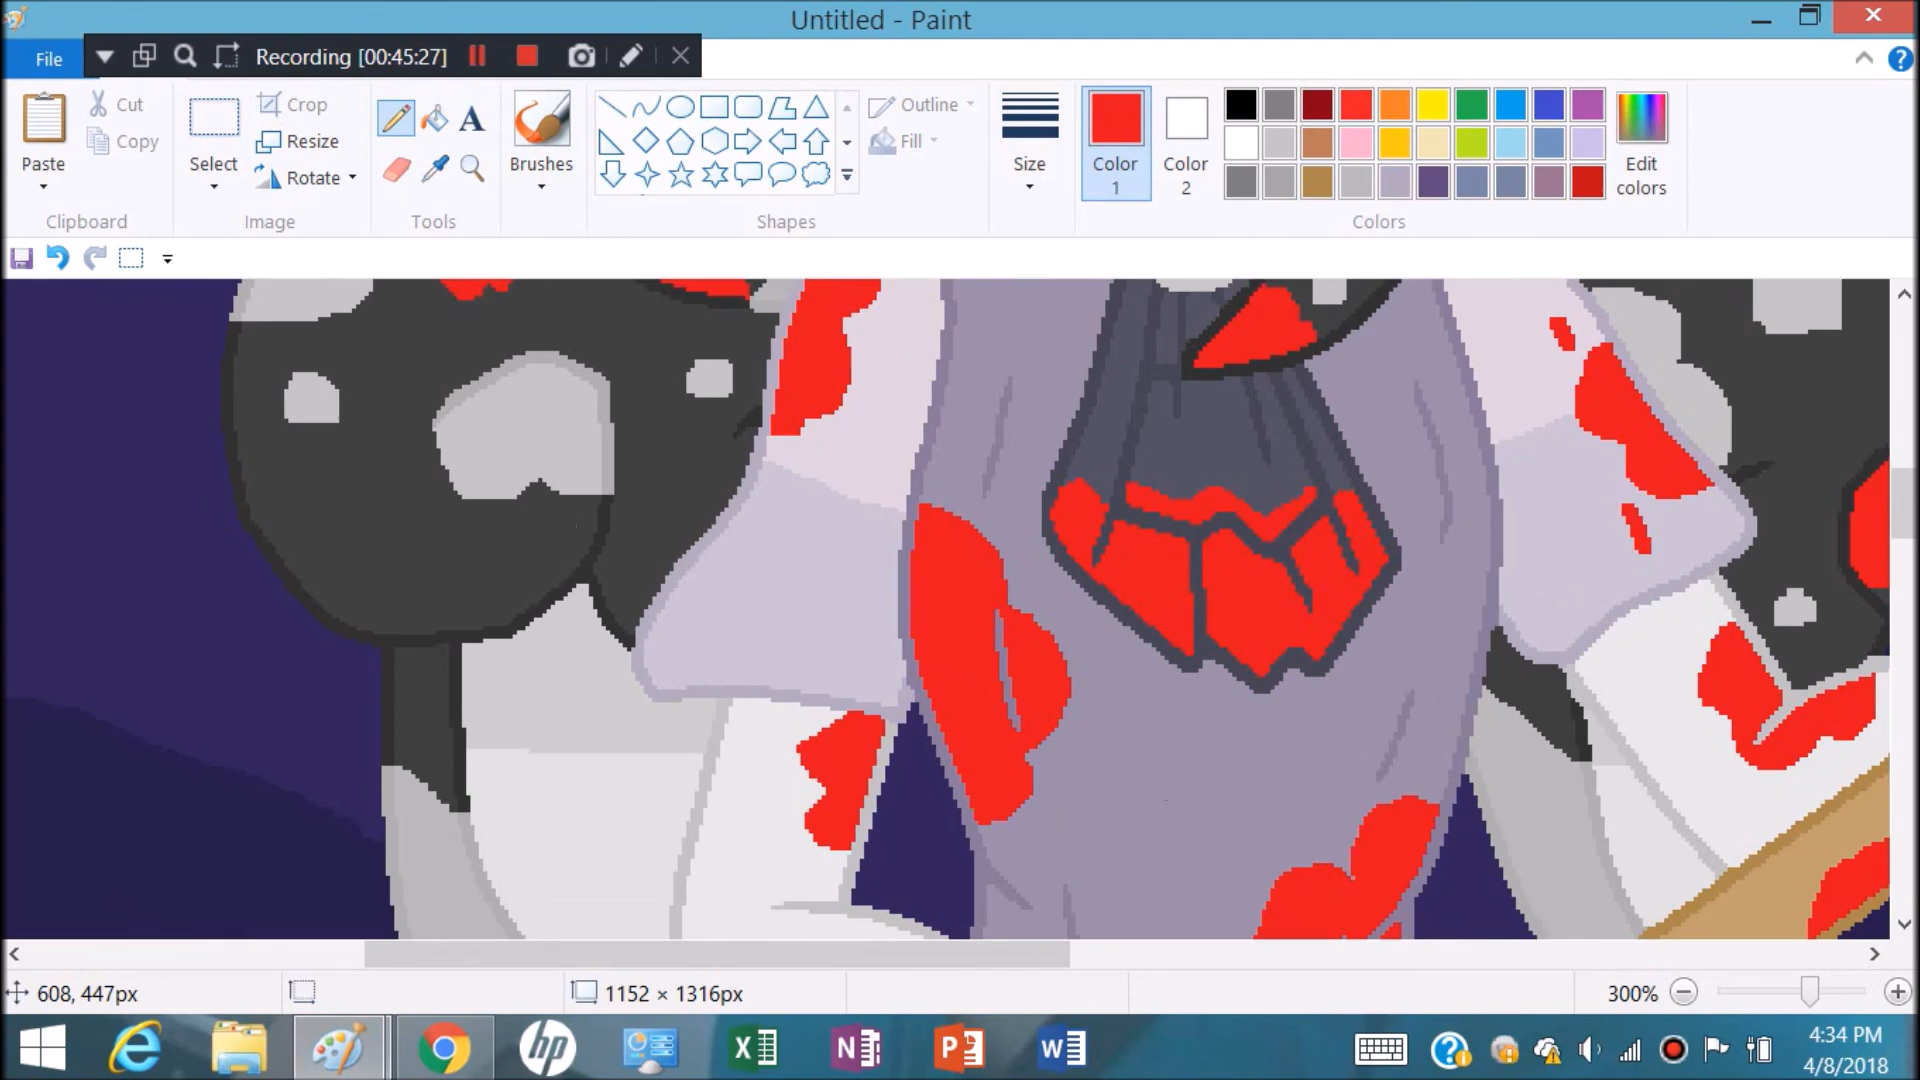 Untitled - Paint
File
Recording [00:45:27]
Paste
Cut
Copy
Clipboard
Select
Crop
Resize
Rotate
Image
A
Tools
Brushes
Shapes
Outline
Fill
Size
Color 1
Color 2
Edit colors
Colors
608, 447px
1152 × 1316px
300%
4:34 PM
4/8/2018